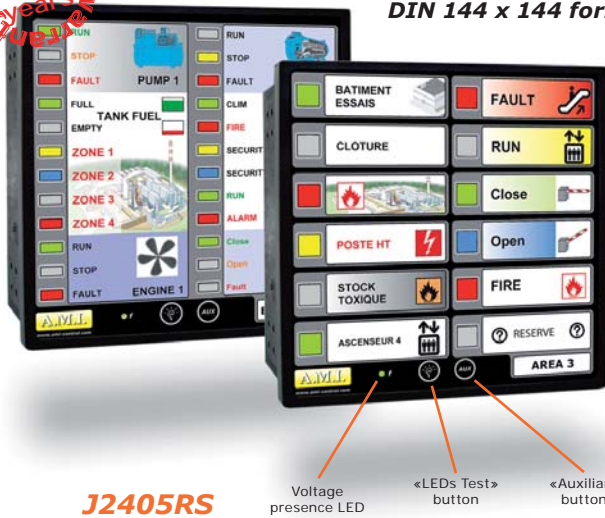 years
DIN 144 x 144 for
RUN
STOP
FAULT
PUMP 1
FULL
TANK FUEL
EMPTY
ZONE 1
ZONE 2
ZONE 3
ZONE 4
RUN
STOP
FAULT
ENGINE 1
RUN
STOP
FAULT
CLIM
FIRE
SECURIT
SECURIT
RUN
ALARM
Close
Open
Fault
A.M.I.
AUX
BATIMENT
ESSAIS
CLOTURE
POSTE HT
STOCK
TOXIQUE
ASCENSEUR 4
FAULT
RUN
Close
Open
FIRE
? RESERVE ?
AREA 3
A.M.I.
AUX
J2405RS
Voltage
presence LED
«LEDs Test»
button
«Auxilia
button